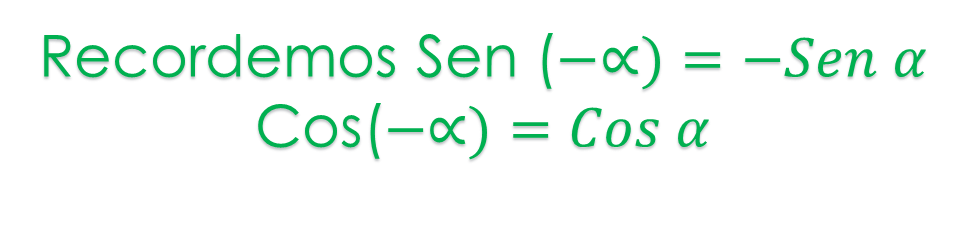 Recordemos Sen (−∝) = −Sen α
Cos(−∝) = Cos α